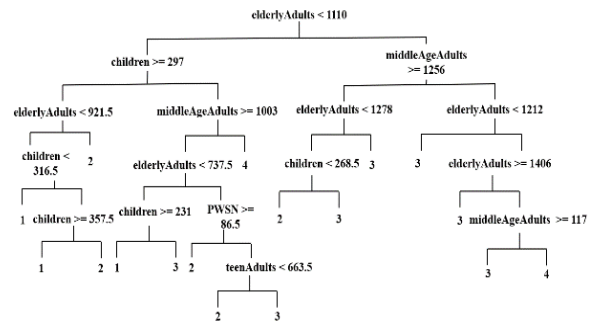 elderlyAdults < 1110
middleAgeAdults
>= 1256
children >= 297
elderlyAdults < 921.5
middleAgeAdults >= 1003
elderlyAdults < 1278
elderlyAdults < 1212
children <
316.5
2
elderlyAdults < 737.5
4
children < 268.5
3
3
elderlyAdults >= 1406
1
children >= 357.5
children >= 231
PWSN >=
86.5
2
3
3
middleAgeAdults >= 117
1
2
1
3
2
teenAdults < 663.5
3
4
2
3